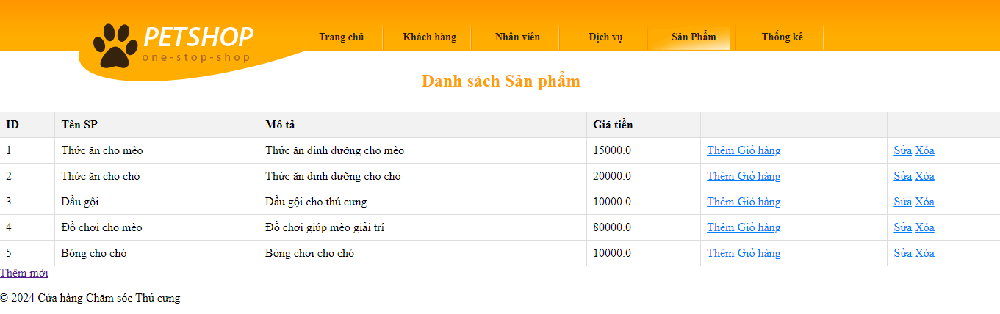 PETSHOP
one-stop-shop
Trang chủ Khách hàng Nhân viên Dịch vụ Sản Phẩm Thống kê
Danh sách Sản phẩm
ID Tên SP Mô tả Giá tiền
1 Thức ăn cho mèo Thức ăn dinh dưỡng cho mèo 15000.0 Thêm Giỏ hàng Sửa Xóa
2 Thức ăn cho chó Thức ăn dinh dưỡng cho chó 20000.0 Thêm Giỏ hàng Sửa Xóa
3 Dầu gội Dầu gội cho thú cưng 10000.0 Thêm Giỏ hàng Sửa Xóa
4 Đồ chơi cho mèo Đồ chơi giúp mèo giải trí 80000.0 Thêm Giỏ hàng Sửa Xóa
5 Bóng cho chó Bóng chơi cho chó 10000.0 Thêm Giỏ hàng Sửa Xóa
Thêm mới
© 2024 Cửa hàng Chăm sóc Thú cưng